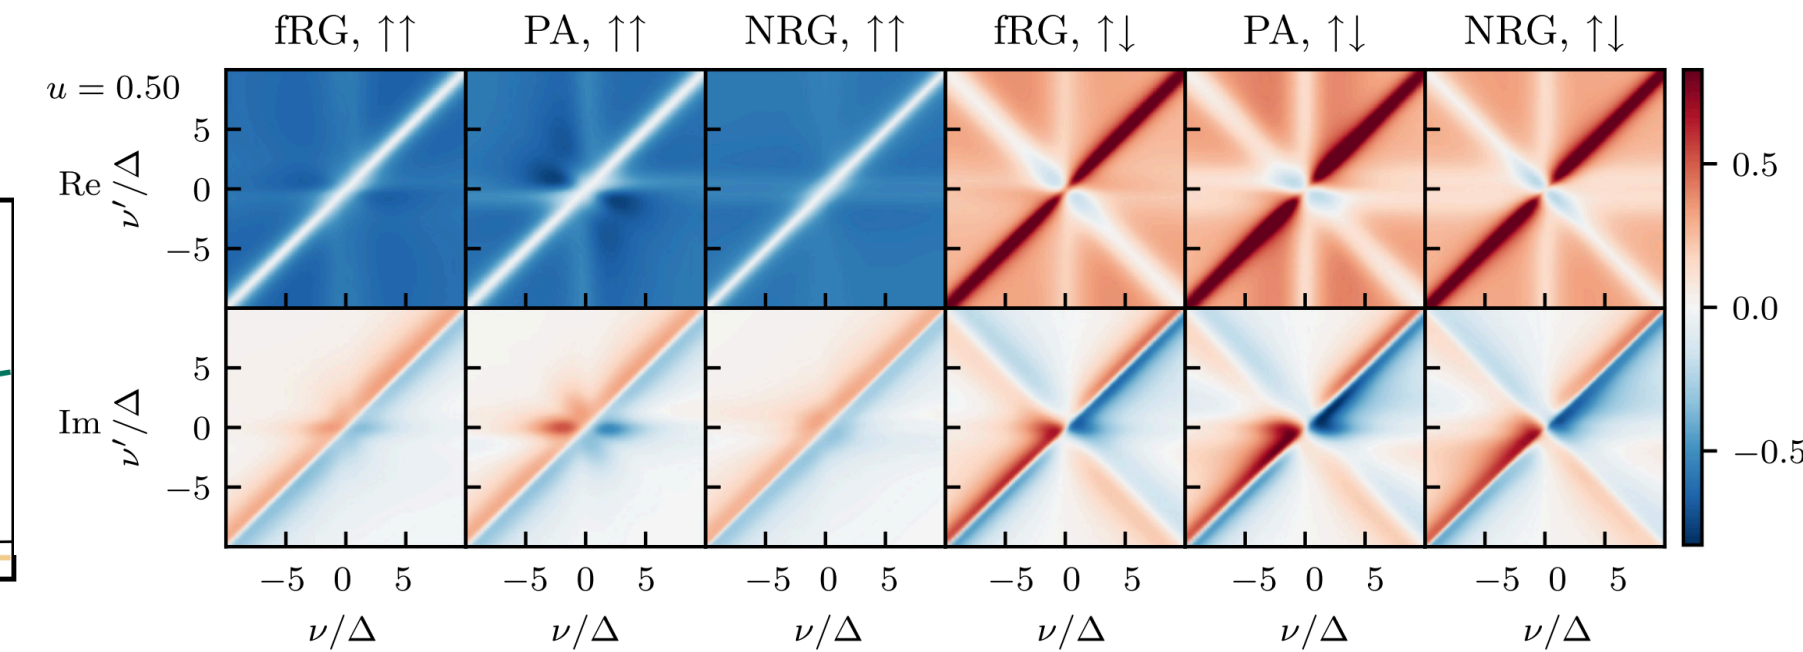 fRG, ↑↑ PA, ↑↑ NRG, ↑↑ fRG, ↑↓ PA, ↑↓ NRG, ↑↓
u = 0.50
Re ν′/Δ 5 0 −5
Im ν′/Δ 5 0 −5
0.5
0.0
−0.5
−5 0 5 −5 0 5 −5 0 5 −5 0 5 −5 0 5 −5 0 5
ν/Δ ν/Δ ν/Δ ν/Δ ν/Δ ν/Δ